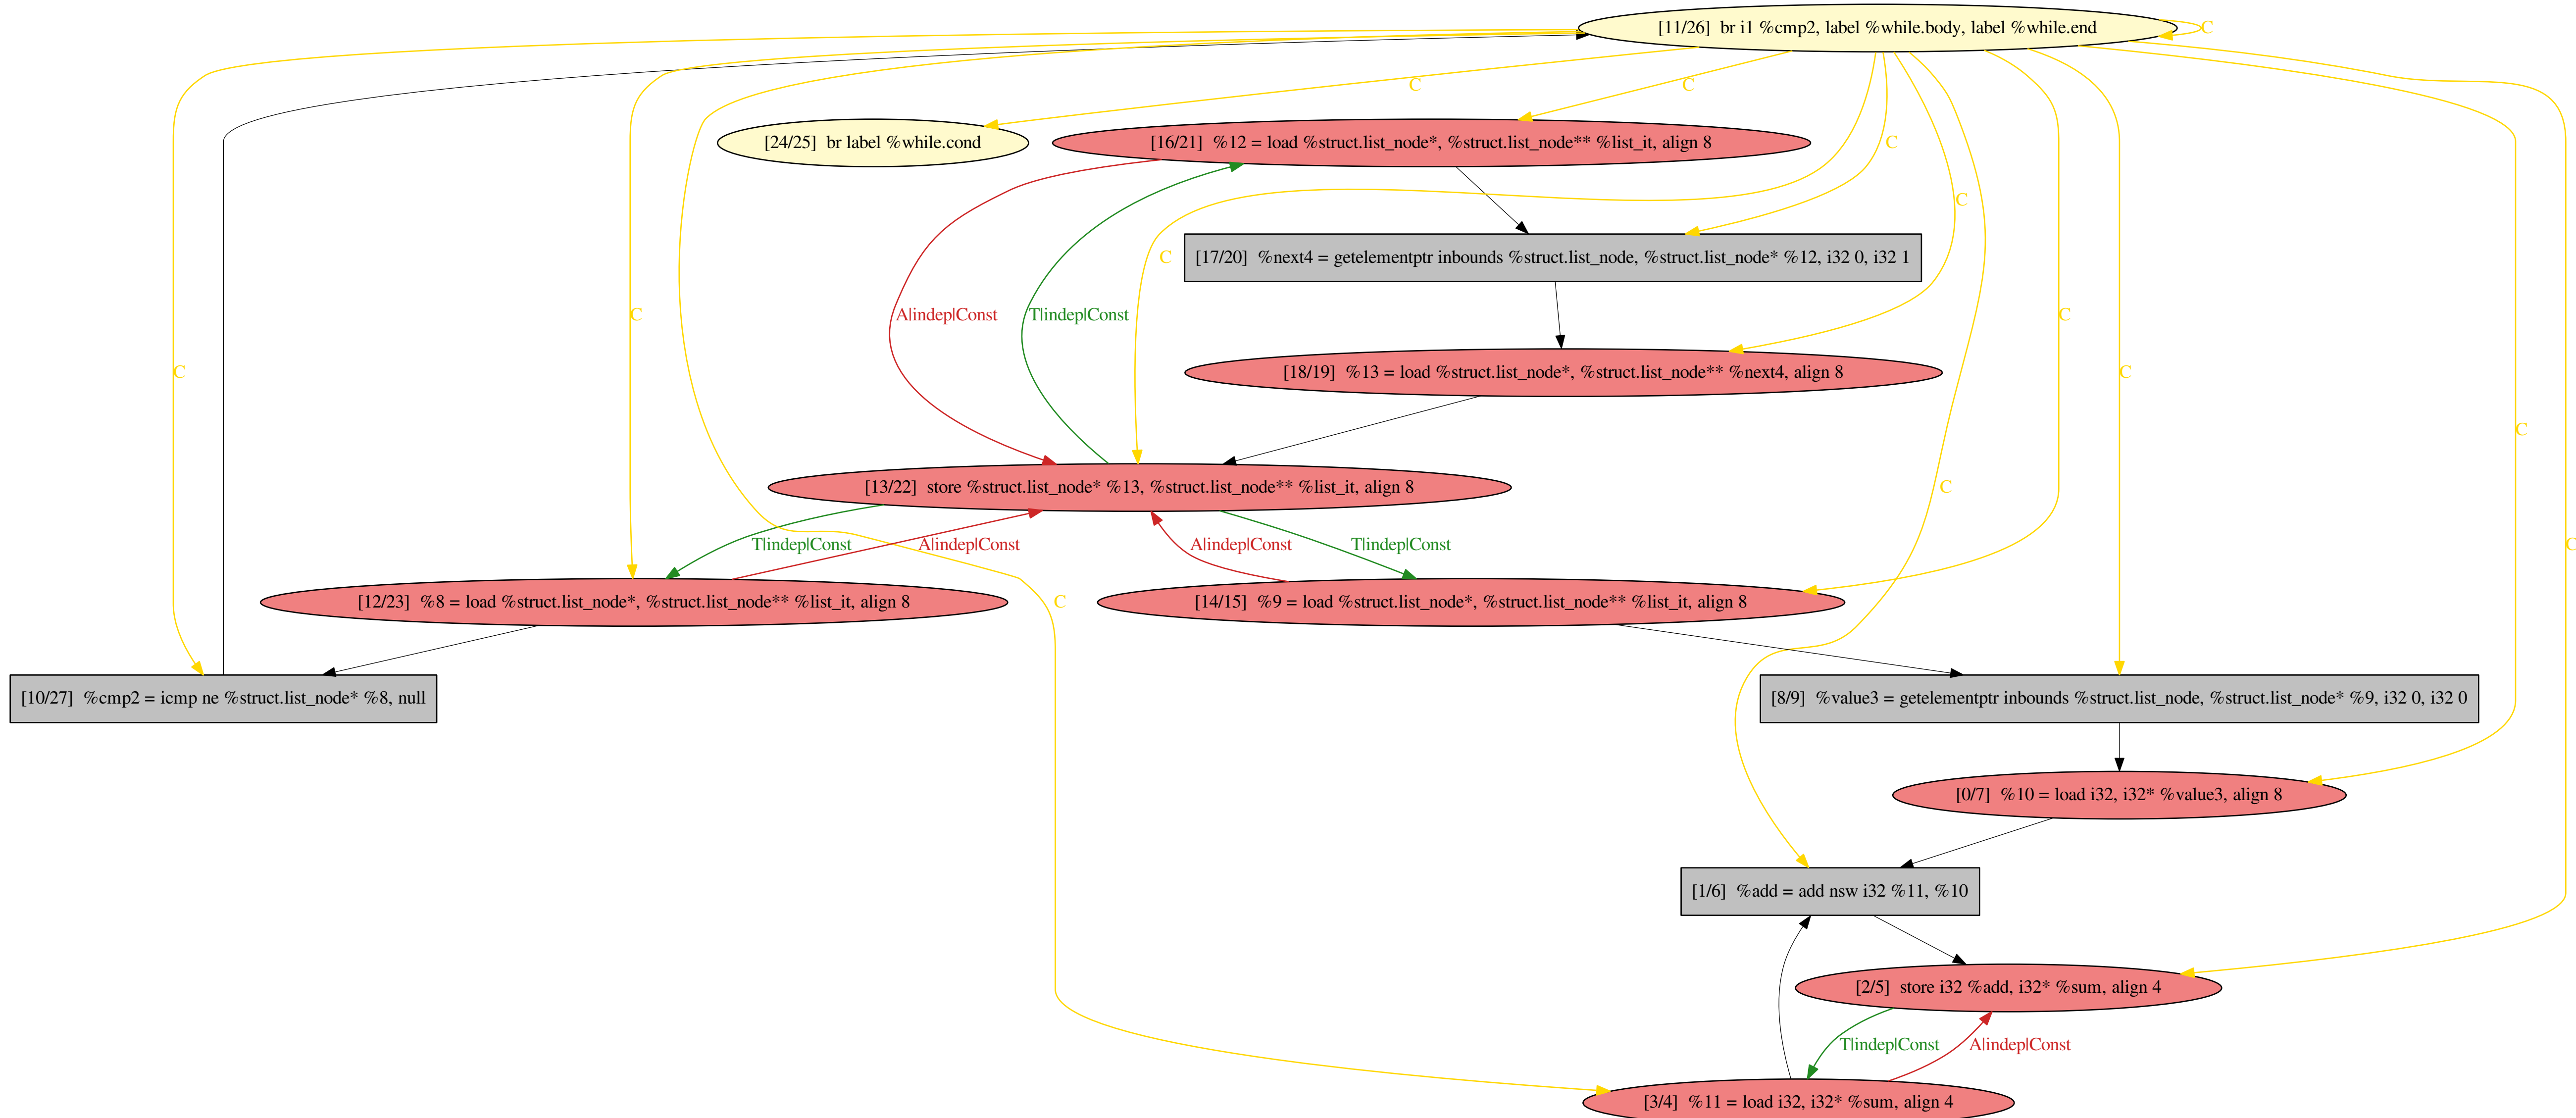 [11/26]  br i1 %cmp2, label %while.body, label %while.end
C
C
C
[24/25]  br label %while.cond
[16/21]  %12 = load %struct.list_node*, %struct.list_node** %list_it, align 8
C
C
C
[17/20]  %next4 = getelementptr inbounds %struct.list_node, %struct.list_node* %12, i32 0, i32 1
C
A|indep|Const
T|indep|Const
C
C
[18/19]  %13 = load %struct.list_node*, %struct.list_node** %next4, align 8
C
C
[13/22]  store %struct.list_node* %13, %struct.list_node** %list_it, align 8
C
T|indep|Const
A|indep|Const
A|indep|Const
T|indep|Const
C
[12/23]  %8 = load %struct.list_node*, %struct.list_node** %list_it, align 8
C
[14/15]  %9 = load %struct.list_node*, %struct.list_node** %list_it, align 8
[10/27]  %cmp2 = icmp ne %struct.list_node* %8, null
[8/9]  %value3 = getelementptr inbounds %struct.list_node, %struct.list_node* %9, i32 0, i32 0
[0/7]  %10 = load i32, i32* %value3, align 8
[1/6]  %add = add nsw i32 %11, %10
[2/5]  store i32 %add, i32* %sum, align 4
T|indep|Const
A|indep|Const
[3/4]  %11 = load i32, i32* %sum, align 4